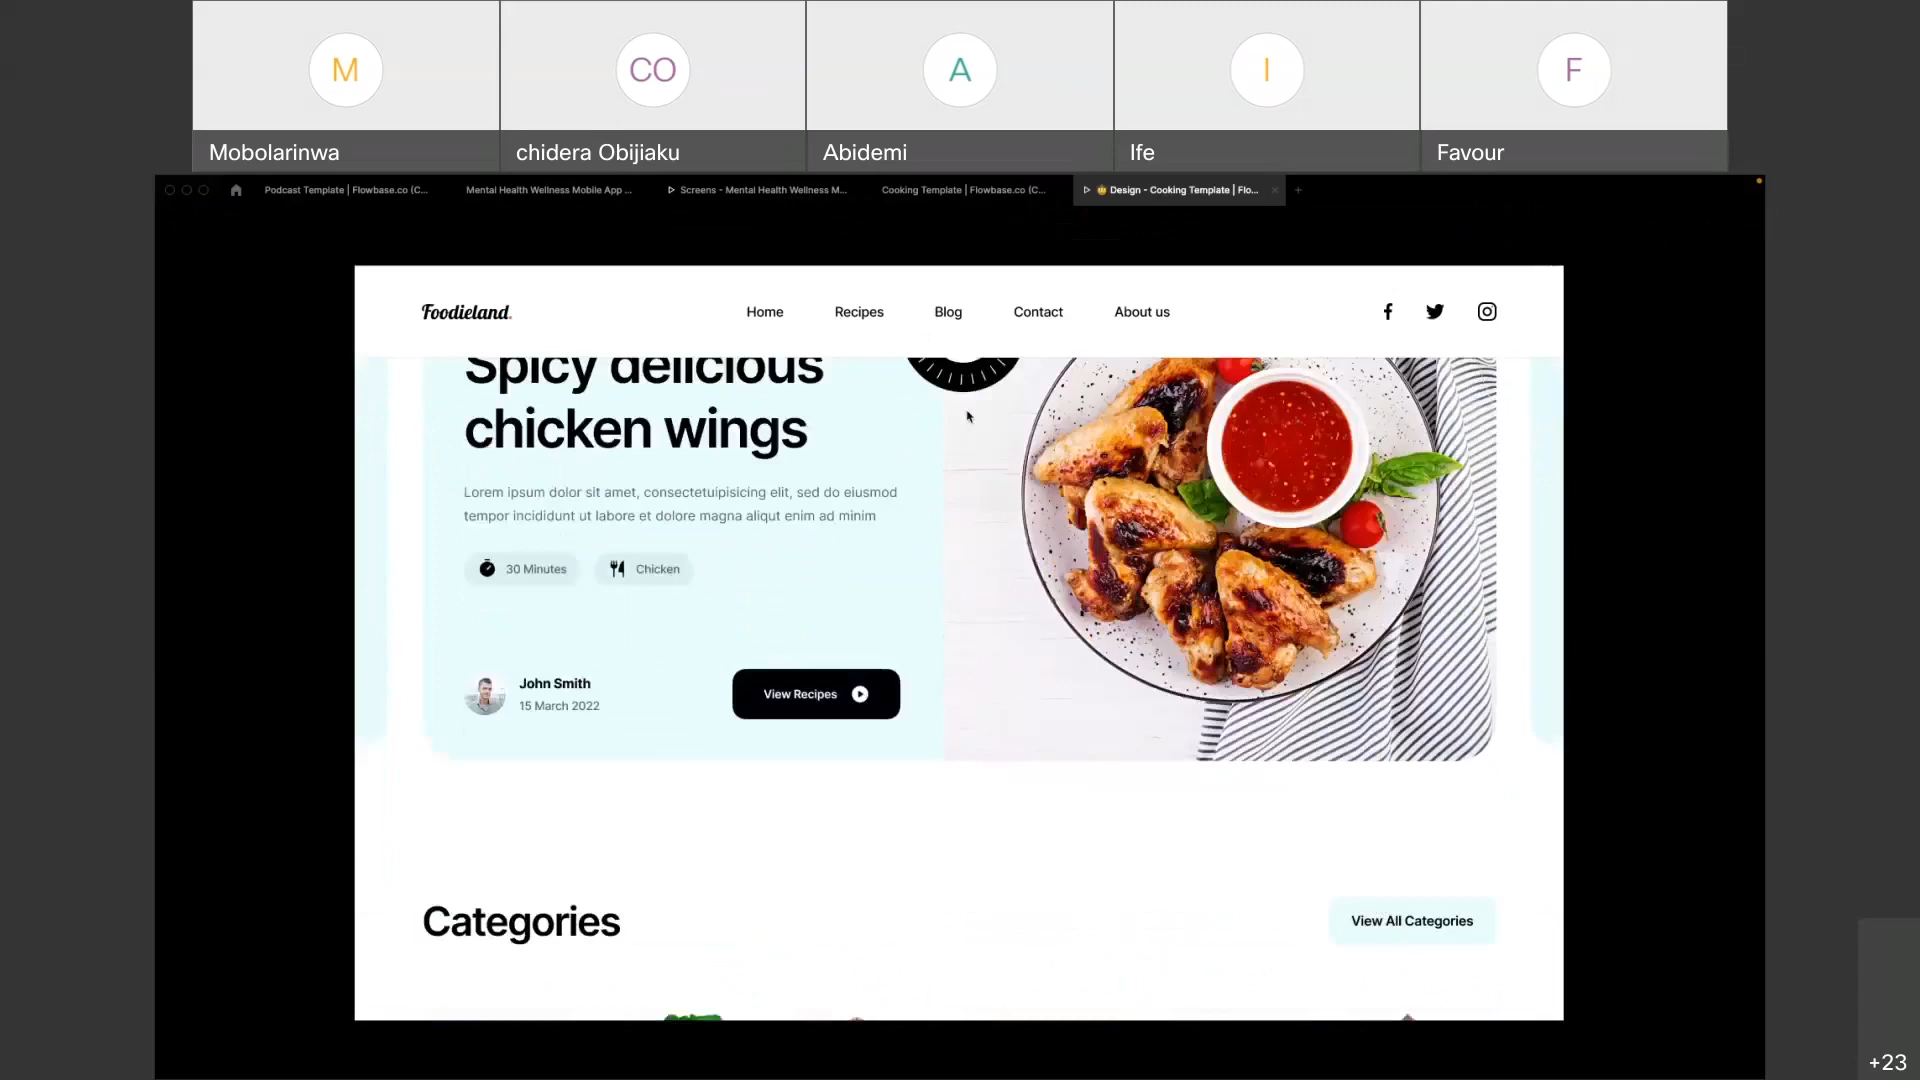 M
CO
A
I
F
Mobolarinwa
chidera Obijiaku
Abidemi
Ife
Favour
Podcast Template | Flowbase.co (C...
Mental Health Wellness Mobile App ...
Screens - Mental Health Wellness M...
Cooking Template | Flowbase.co (C...
Design - Cooking Template | Flo...
Foodieland.
Home
Recipes
Blog
Contact
About us
Spicy delicious
chicken wings
Lorem ipsum dolor sit amet, consectetuipisicing elit, sed do eiusmod
tempor incididunt ut labore et dolore magna aliqut enim ad minim
30 Minutes
Chicken
John Smith
15 March 2022
View Recipes
Categories
View All Categories
+23